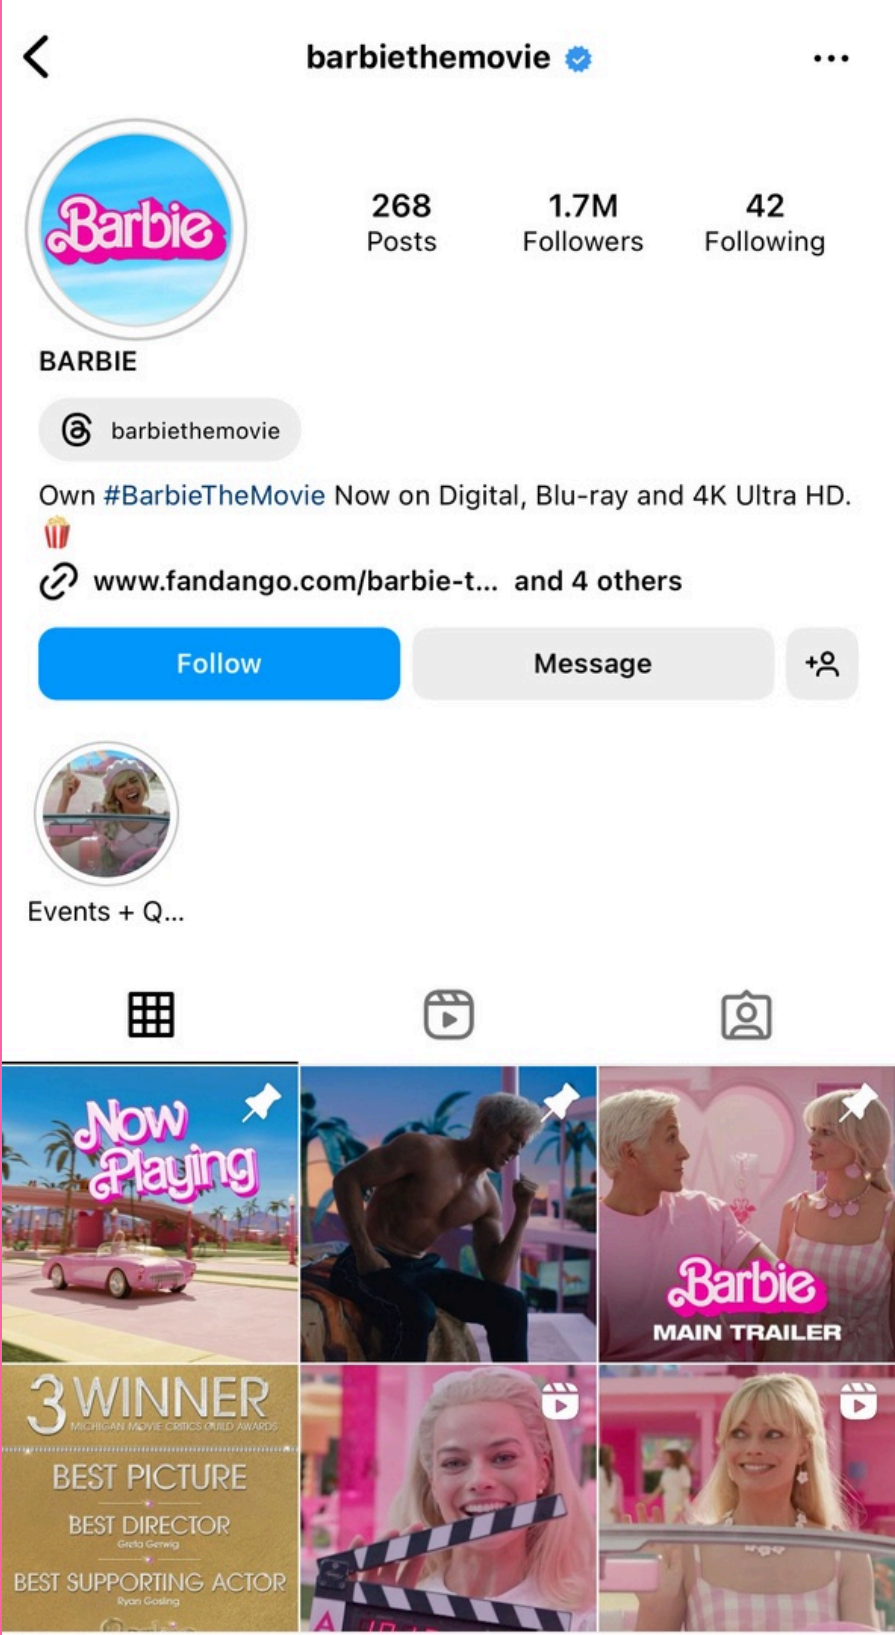 barbiethemovie
Barbie
268
Posts
1.7M
Followers
42
Following
BARBIE
barbiethemovie
Own #BarbieTheMovie Now on Digital, Blu-ray and 4K Ultra HD.
🍿
www.fandango.com/barbie-t... and 4 others
Follow
Message
Events + Q...
Now
Playing
Barbie
MAIN TRAILER
3 WINNER
MICHIGAN MOVIE CRITICS GUILD AWARDS
BEST PICTURE
BEST DIRECTOR
Greta Gerwig
BEST SUPPORTING ACTOR
Ryan Gosling